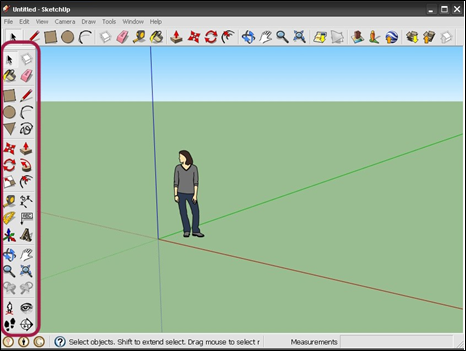 Untitled - SketchUp
File Edit View Camera Draw Tools Window Help
Select objects. Shift to extend select. Drag mouse to select r
Measurements